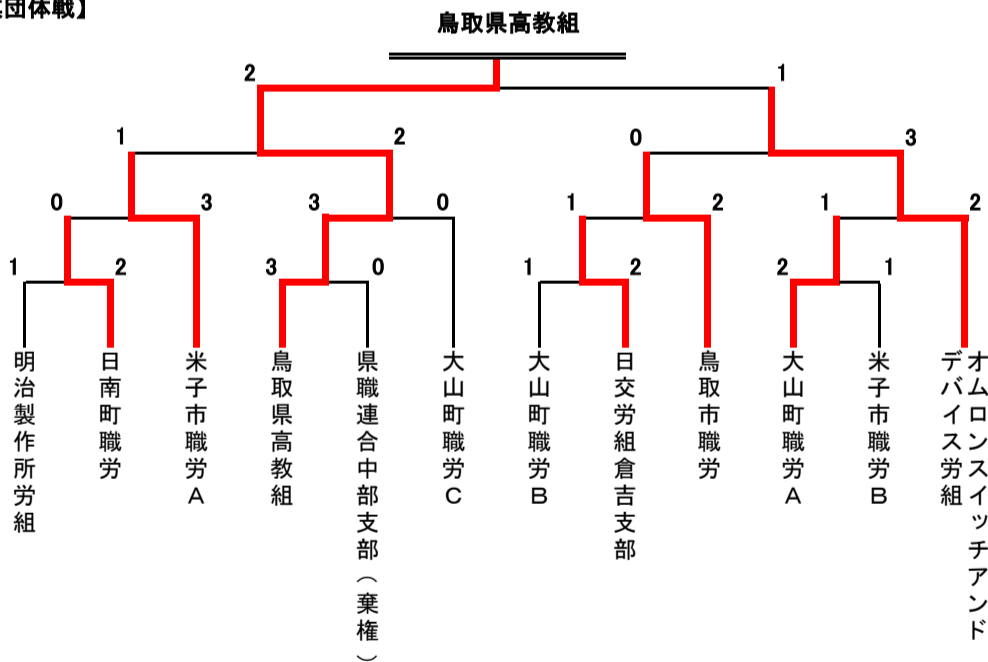 団体戦】
鳥取県高教組
2
1
1
2
0
3
0
3
3
0
1
2
1
2
1
2
3
0
1
2
2
1
明治製作所労組
日南町職労
米子市職労A
鳥取県高教組
県職連合中部支部(棄権)
大山町職労C
大山町職労B
日交労組倉吉支部
鳥取市職労
大山町職労A
米子市職労B
オムロンスイッチアンド
デバイス労組